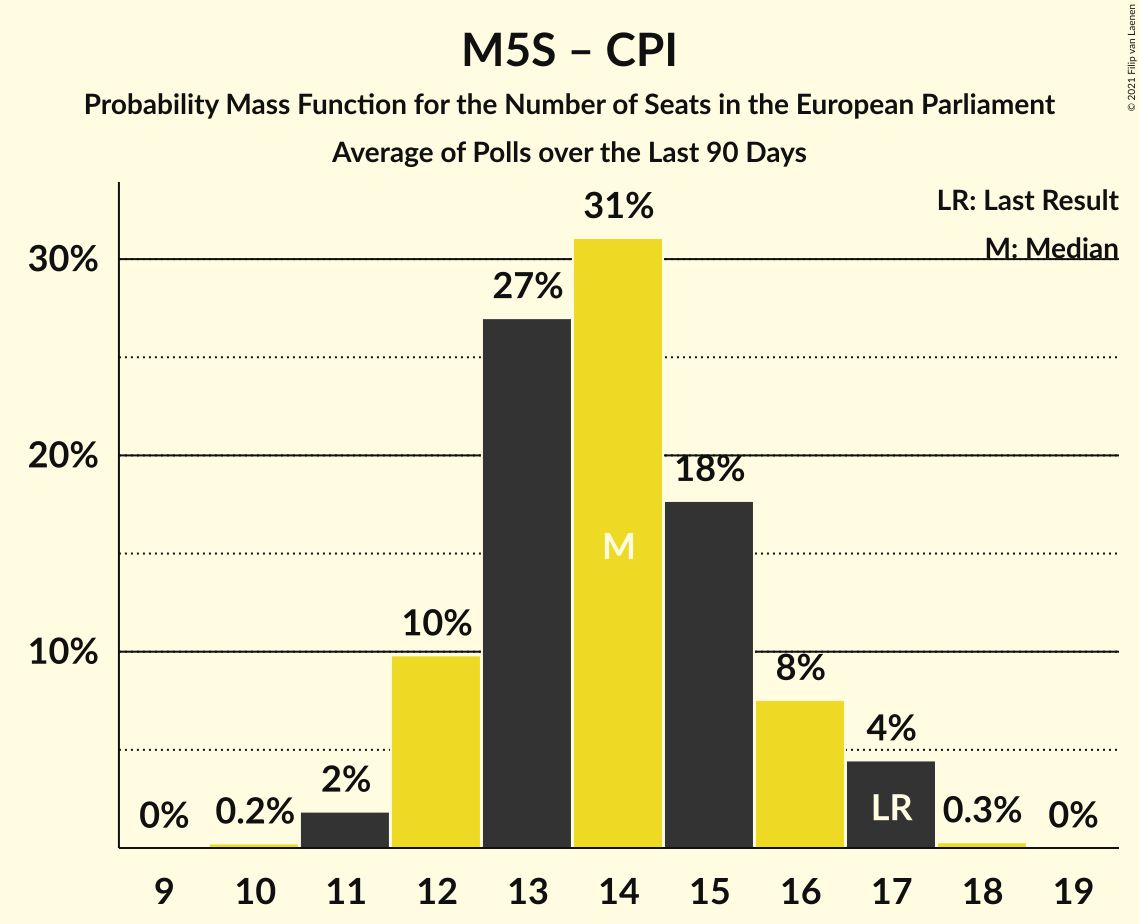 M5S – CPI
Probability Mass Function for the Number of Seats in the European Parliament
Average of Polls over the Last 90 Days
© 2021 Filip van Laenen
LR: Last Result
M: Median
30%
20%
10%
0%
0.2%
2%
10%
27%
31%
18%
8%
4%
0.3%
0%
M
LR
9 10 11 12 13 14 15 16 17 18 19